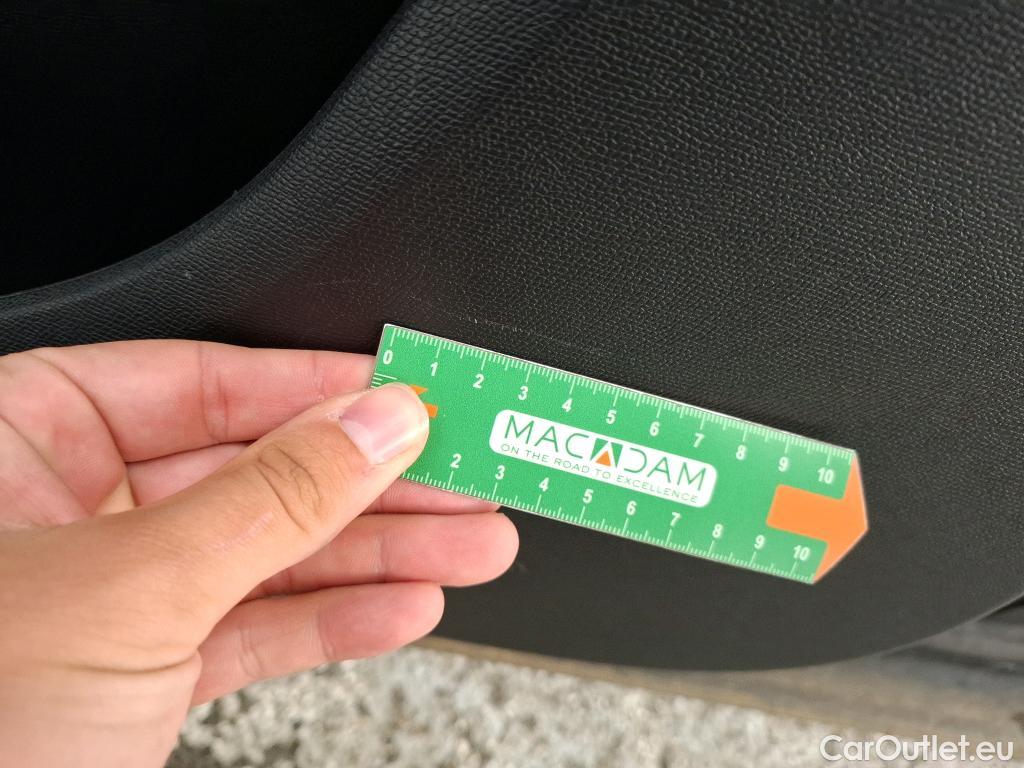 0 1 2 3 4 5 6 7 8 9 10
MACADAM
ON THE ROAD TO EXCELLENCE
2 3 4 5 6 7 8 9 10
CarOutlet.eu